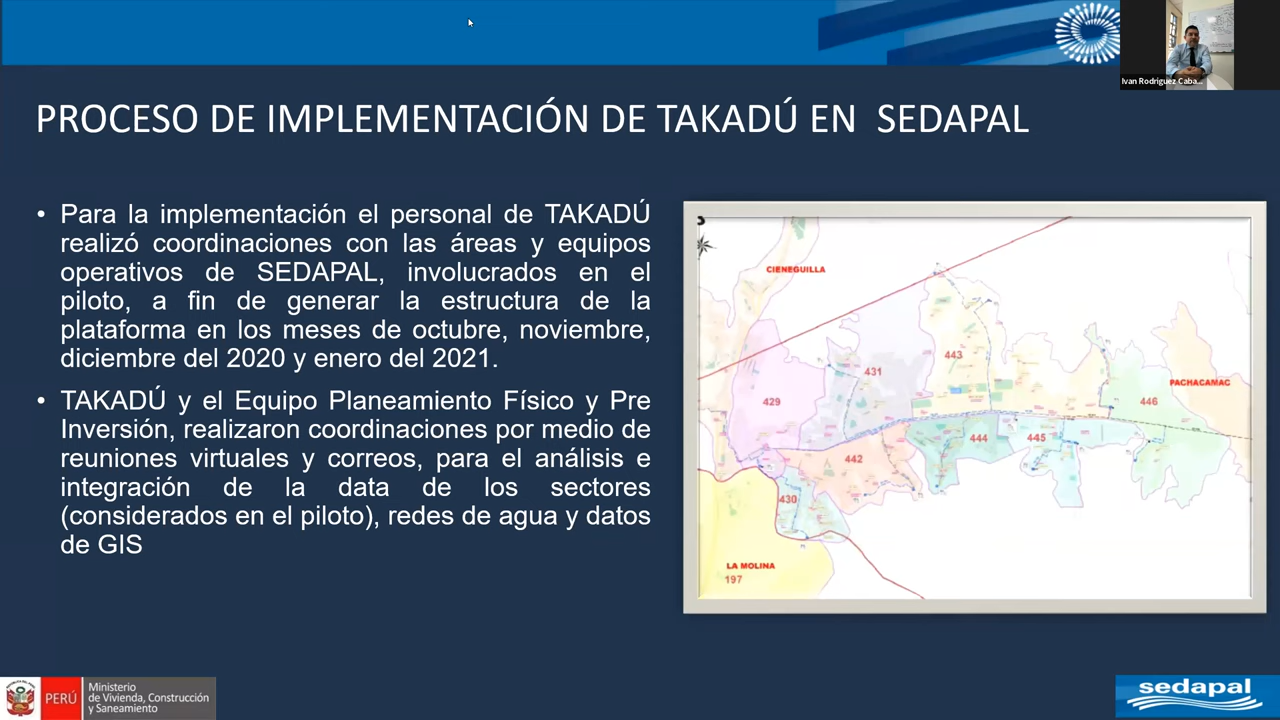 Ivan Rodriguez Caba...
PROCESO DE IMPLEMENTACIÓN DE TAKADÚ EN SEDAPAL
• Para la implementación el personal de TAKADÚ
realizó coordinaciones con las áreas y equipos
operativos de SEDAPAL, involucrados en el
piloto, a fin de generar la estructura de la
plataforma en los meses de octubre, noviembre,
diciembre del 2020 y enero del 2021.
• TAKADÚ y el Equipo Planeamiento Físico y Pre
Inversión, realizaron coordinaciones por medio de
reuniones virtuales y correos, para el análisis e
integración de la data de los sectores
(considerados en el piloto), redes de agua y datos
de GIS
CIENEGUILLA
443
431
429
PACHACAMAC
446
444
445
442
430
LA MOLINA
197
PERÚ
Ministerio
de Vivienda, Construcción
y Saneamiento
sedapal